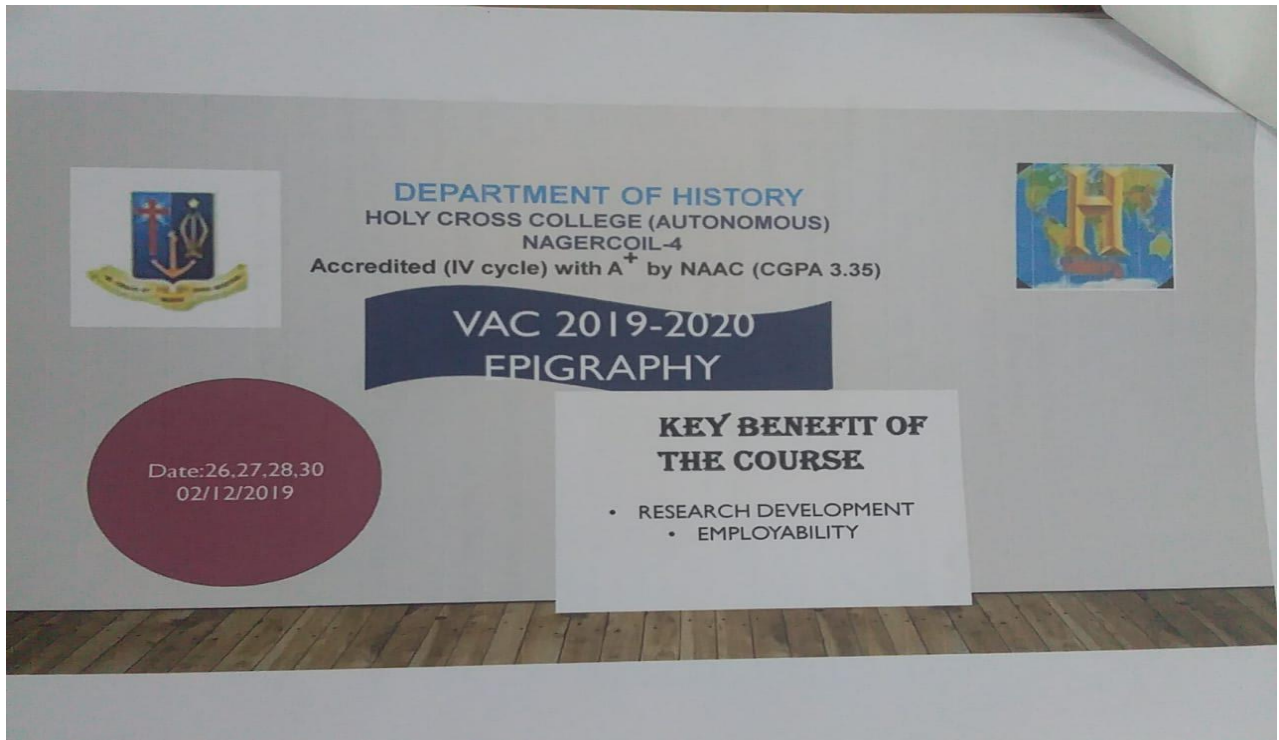 DEPARTMENT OF HISTORY
HOLY CROSS COLLEGE (AUTONOMOUS)
NAGERCOIL-4
Accredited (IV cycle) with A+ by NAAC (CGPA 3.35)
H
VAC 2019-2020
EPIGRAPHY
Date:26,27,28,30
02/12/2019
KEY BENEFIT OF
THE COURSE
• RESEARCH DEVELOPMENT
• EMPLOYABILITY